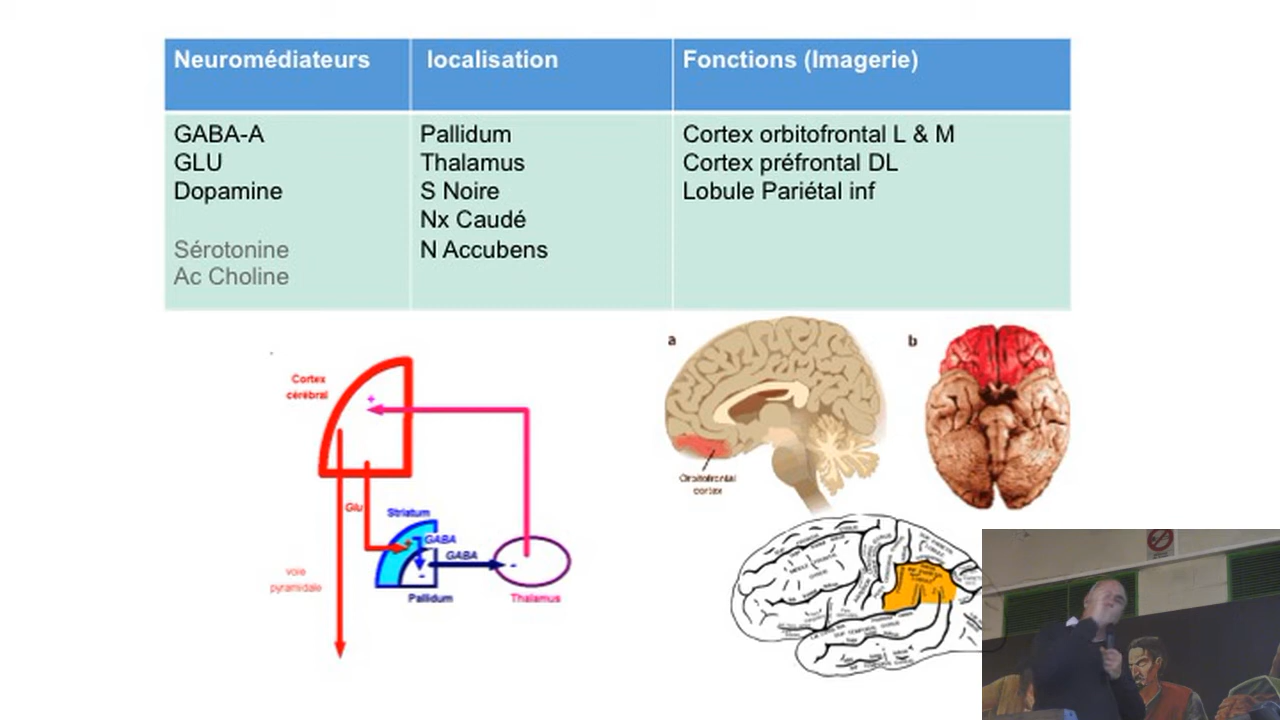 Neuromédiateurs
localisation
Fonctions (Imagerie)
GABA-A
GLU
Dopamine
Sérotonine
Ac Choline
Pallidum
Thalamus
S Noire
Nx Caudé
N Accubens
Cortex orbitofrontal L & M
Cortex préfrontal DL
Lobule Pariétal inf
Cortex
cérébral
+
Glu
Striatum
+
GABA
GABA
-
-
voie
pyramidale
Pallidum
Thalamus
a
b
Orbitofrontal
cortex